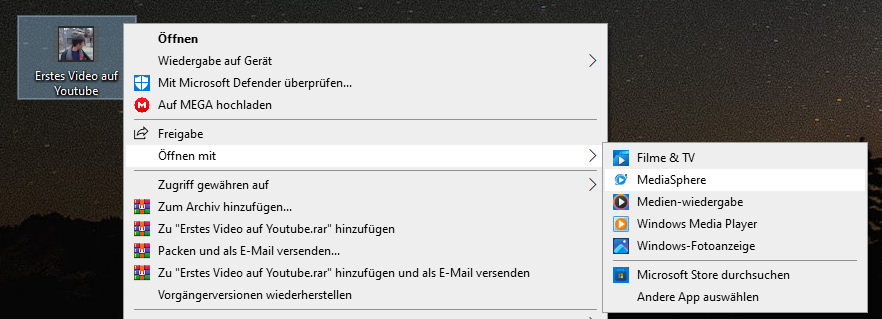 Erstes Video auf
Youtube
Öffnen
Wiedergabe auf Gerät
Mit Microsoft Defender überprüfen...
Auf MEGA hochladen
Freigabe
Öffnen mit
Zugriff gewähren auf
Zum Archiv hinzufügen...
Zu "Erstes Video auf Youtube.rar" hinzufügen
Packen und als E-Mail versenden...
Zu "Erstes Video auf Youtube.rar" hinzufügen und als E-Mail versenden
Vorgängerversionen wiederherstellen
Filme & TV
MediaSphere
Medien-wiedergabe
Windows Media Player
Windows-Fotoanzeige
Microsoft Store durchsuchen
Andere App auswählen